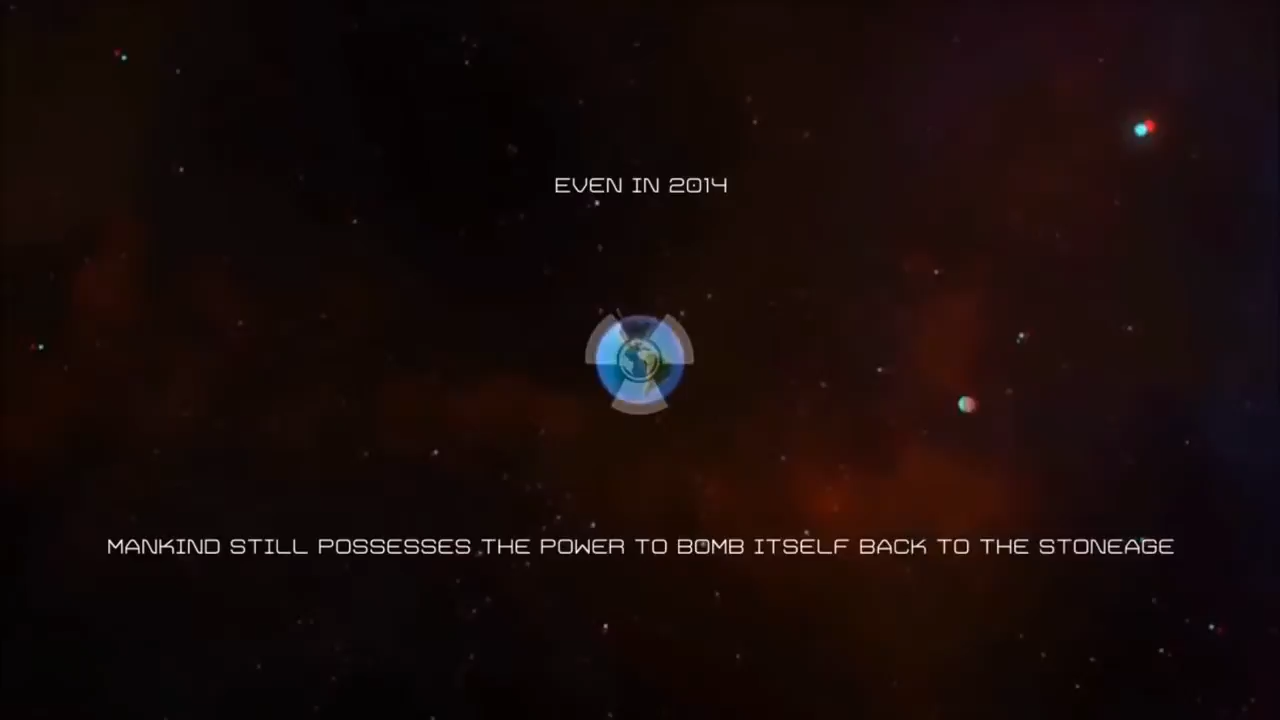 EVEN IN 2014
MANKIND STILL POSSESSES THE POWER TO BOMB ITSELF BACK TO THE STONEAGE